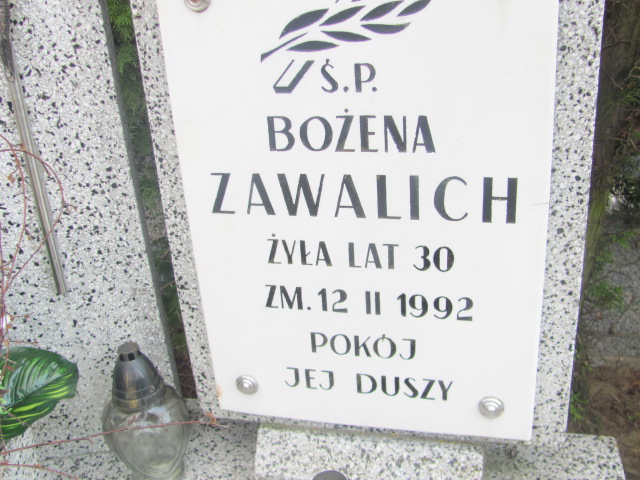 Ś.P.
BOŻENA
ZAWALICH
ŻYŁA LAT 30
ZM. 12 II 1992
POKÓJ
JEJ DUSZY